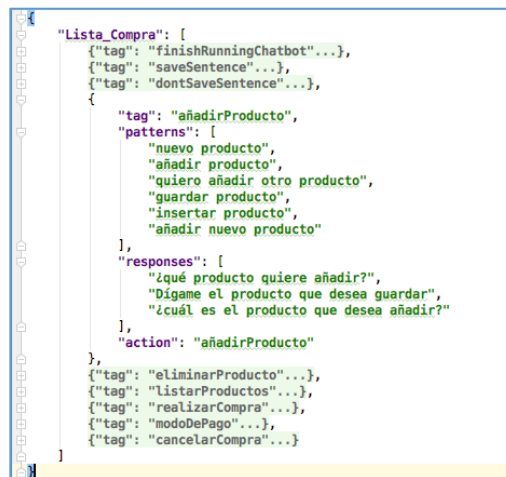 {
"Lista_Compra": [
{"tag": "finishRunningChatbot"...},
{"tag": "saveSentence"...},
{"tag": "dontSaveSentence"...},
{
"tag": "añadirProducto",
"patterns": [
"nuevo producto",
"añadir producto",
"quiero añadir otro producto",
"guardar producto",
"insertar producto",
"añadir nuevo producto"
],
"responses": [
"¿qué producto quiere añadir?",
"Dígame el producto que desea guardar",
"¿cuál es el producto que desea añadir?"
],
"action": "añadirProducto"
},
{"tag": "eliminarProducto"...},
{"tag": "listarProductos"...},
{"tag": "realizarCompra"...},
{"tag": "modoDePago"...},
{"tag": "cancelarCompra"...}
]
}